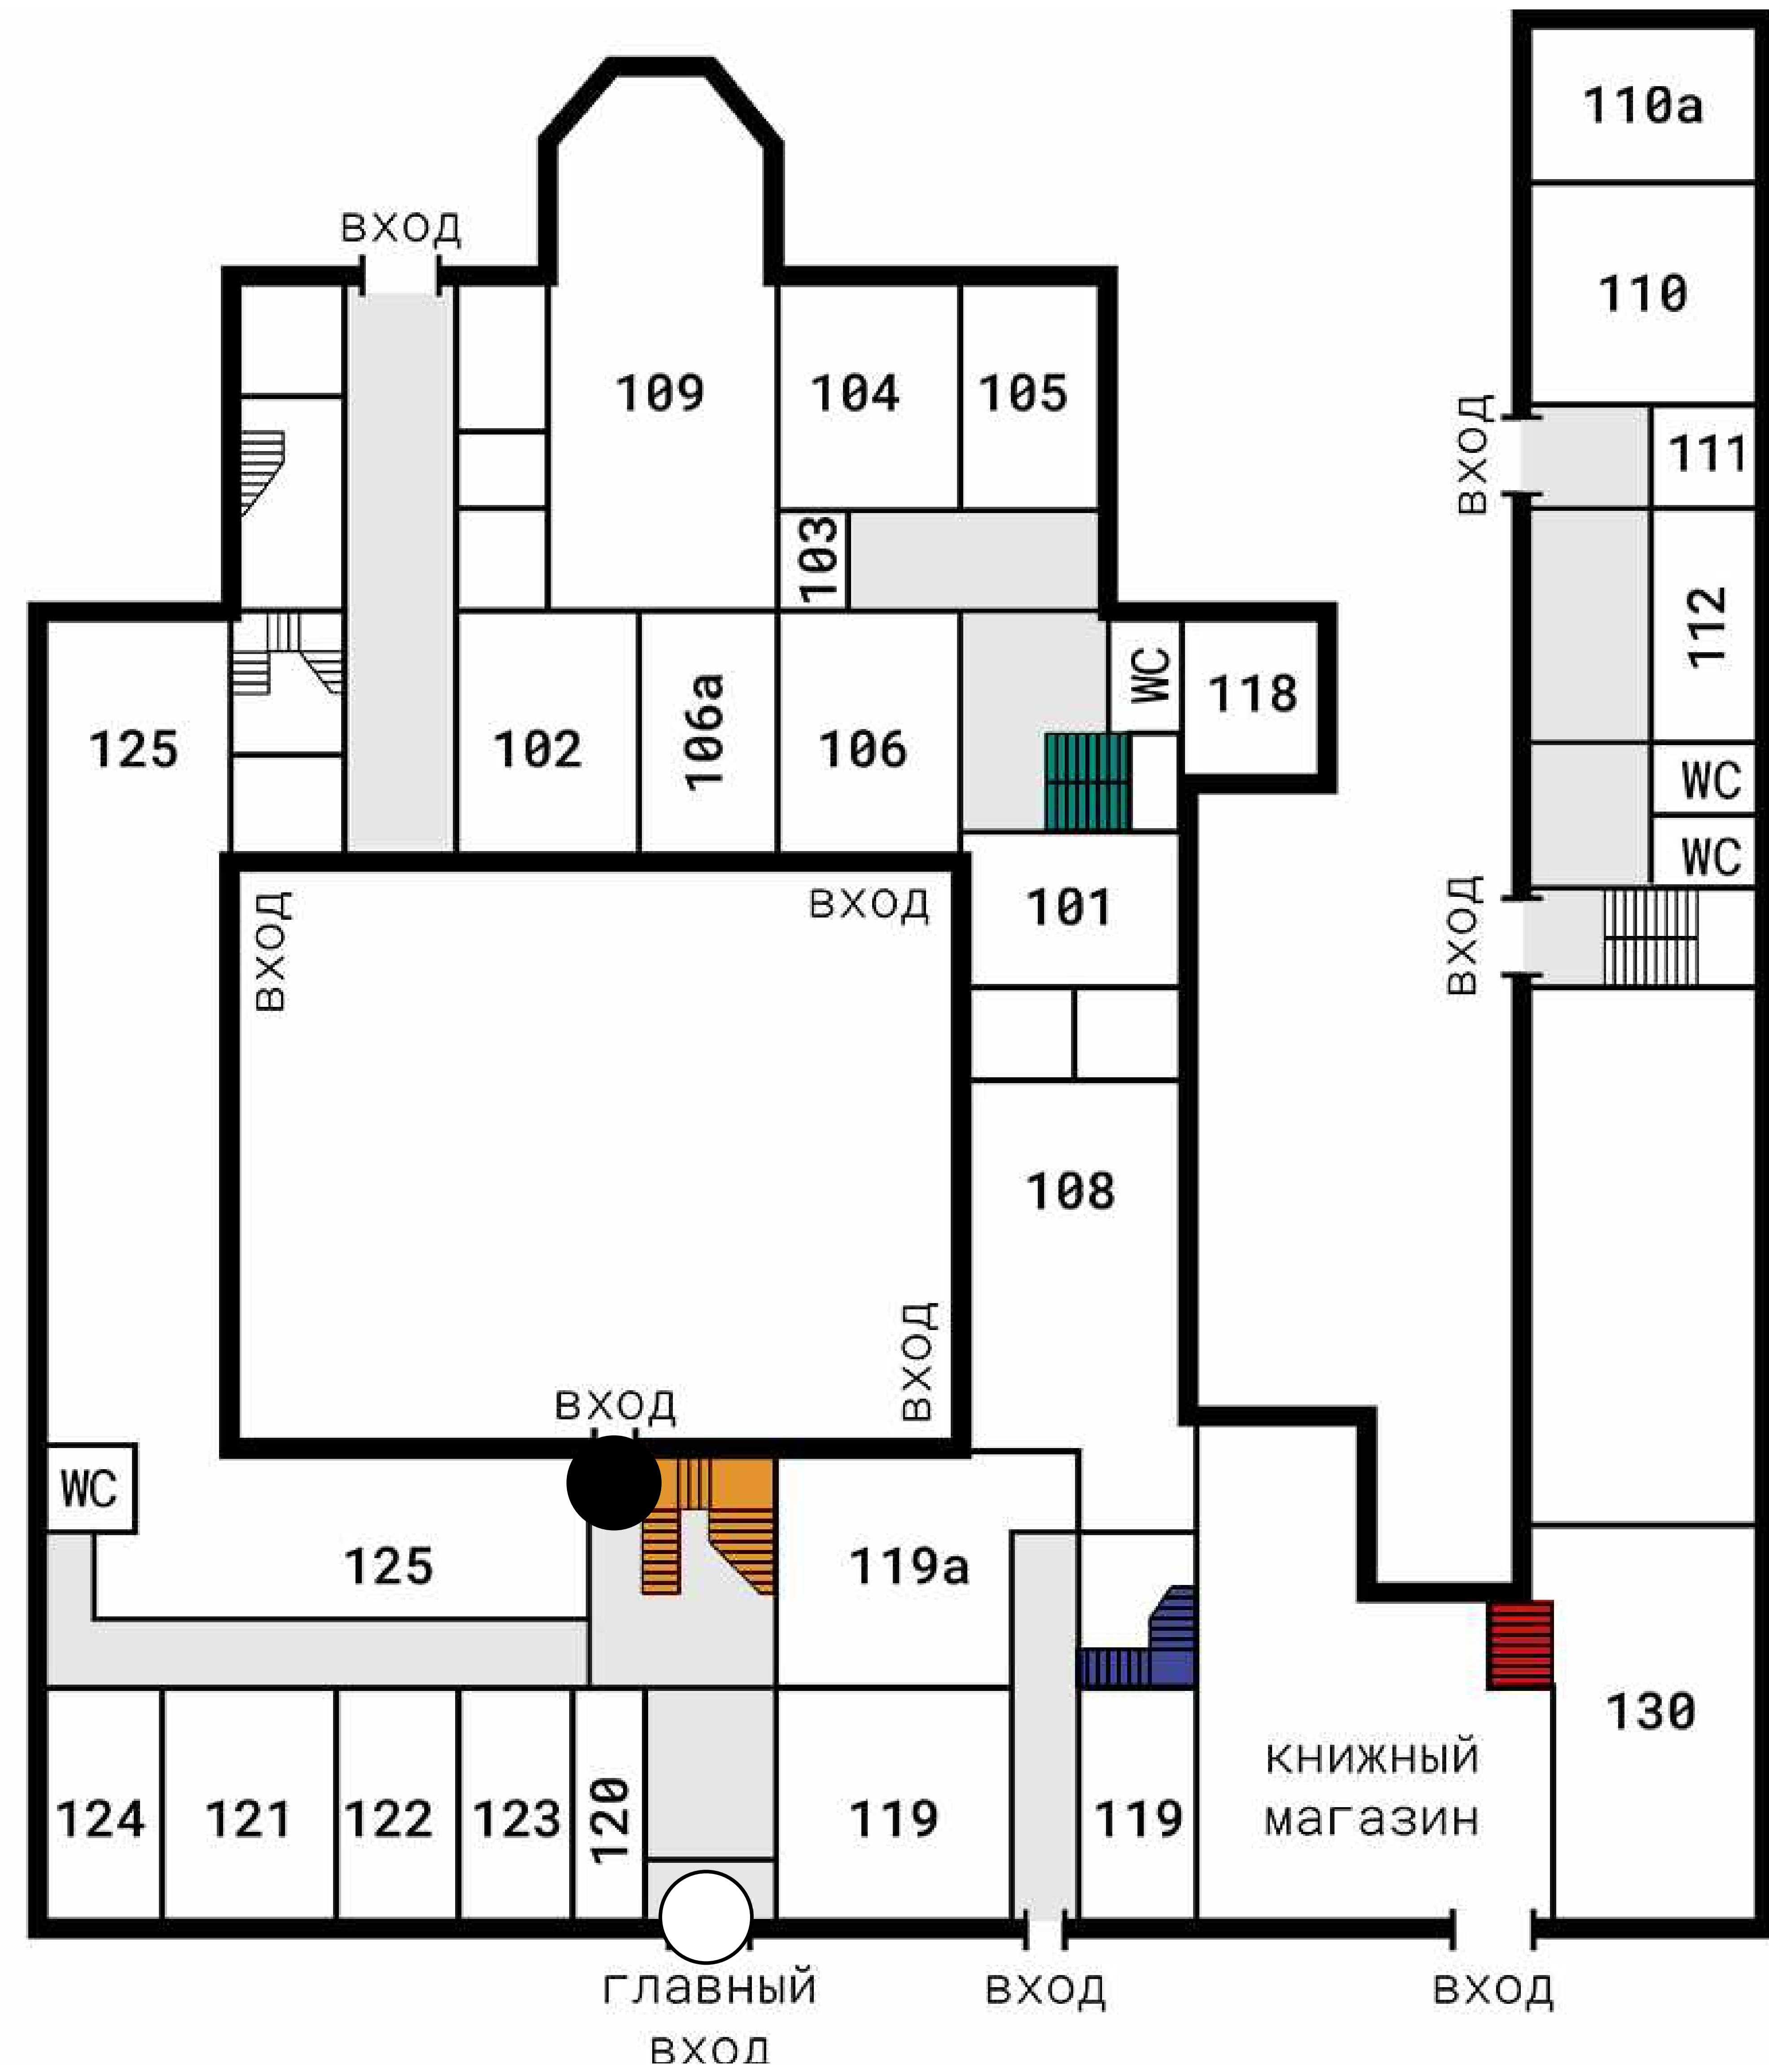 110а
110
вход
109
104
105
вход
111
103
112
125
102
106а
106
WC
118
WC
WC
101
вход
вход
вход
108
вход
вход
WC
125
119а
130
книжный
магазин
124
121
122
123
120
119
119
главный
вход
вход
вход